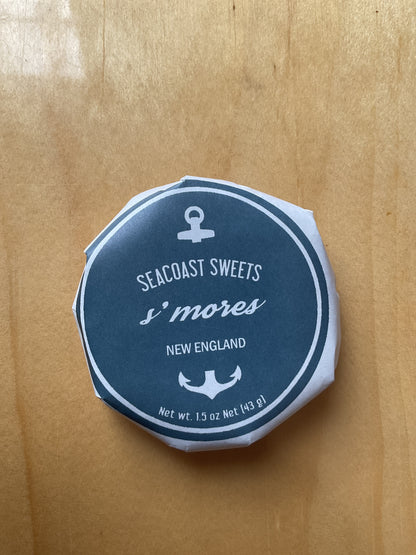 SEACOAST SWEETS
s'mores
NEW ENGLAND
Net wt. 1.5 oz Net (43 g)